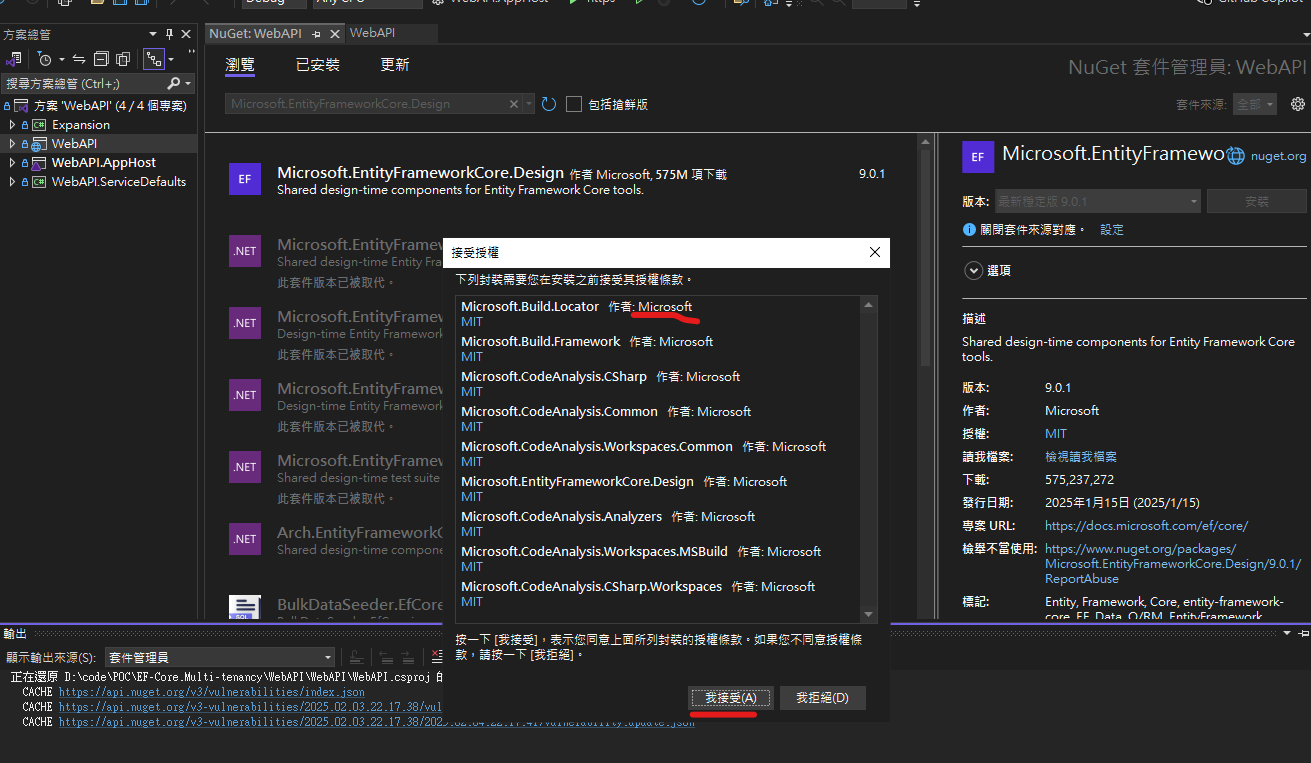 Debug
Any CPU
WebAPI.AppHost
https
GitHub Copilot
方案總管
搜尋方案總管 (Ctrl+;)
方案 'WebAPI' (4 / 4 個專案)
Expansion
WebAPI
WebAPI.AppHost
WebAPI.ServiceDefaults
NuGet: WebAPI
WebAPI
瀏覽
已安裝
更新
NuGet 套件管理員: WebAPI
Microsoft.EntityFrameworkCore.Design
包括搶鮮版
套件來源:
全部
EF
Microsoft.EntityFrameworkCore.Design 作者 Microsoft, 575M 項下載
9.0.1
Shared design-time components for Entity Framework Core tools.
.NET
Microsoft.EntityFramew
Shared design-time Entity Fra
此套件版本已被取代。
.NET
Microsoft.EntityFramew
Design-time Entity Framework
此套件版本已被取代。
.NET
Microsoft.EntityFramew
Design-time Entity Framework
此套件版本已被取代。
.NET
Microsoft.EntityFramew
Shared design-time test suite
此套件版本已被取代。
.NET
Arch.EntityFrameworkC
Shared design-time compone
BulkDataSeeder.EfCore
接受授權
下列封裝需要您在安裝之前接受其授權條款。
Microsoft.Build.Locator 作者: Microsoft
MIT
Microsoft.Build.Framework 作者: Microsoft
MIT
Microsoft.CodeAnalysis.CSharp 作者: Microsoft
MIT
Microsoft.CodeAnalysis.Common 作者: Microsoft
MIT
Microsoft.CodeAnalysis.Workspaces.Common 作者: Microsoft
MIT
Microsoft.EntityFrameworkCore.Design 作者: Microsoft
MIT
Microsoft.CodeAnalysis.Analyzers 作者: Microsoft
MIT
Microsoft.CodeAnalysis.Workspaces.MSBuild 作者: Microsoft
MIT
Microsoft.CodeAnalysis.CSharp.Workspaces 作者: Microsoft
MIT
按一下 [我接受]，表示您同意上面所列封裝的授權條款。如果您不同意授權條
款，請按一下 [我拒絕]。
我接受(A)
我拒絕(D)
EF
Microsoft.EntityFramewo
nuget.org
版本:
最新穩定版 9.0.1
安裝
關閉套件來源對應。
設定
選項
描述
Shared design-time components for Entity Framework Core
tools.
版本: 9.0.1
作者: Microsoft
授權: MIT
讀我檔案: 檢視讀我檔案
下載: 575,237,272
發行日期: 2025年1月15日 (2025/1/15)
專案 URL: https://docs.microsoft.com/ef/core/
檢舉不當使用: https://www.nuget.org/packages/
Microsoft.EntityFrameworkCore.Design/9.0.1/
ReportAbuse
標記: Entity, Framework, Core, entity-framework-
core, EF, Data, O/RM, EntityFramework
輸出
顯示輸出來源(S):
套件管理員
正在還原 D:\code\POC\EF-Core.Multi-tenancy\WebAPI\WebAPI\WebAPI.csproj 的
CACHE https://api.nuget.org/v3/vulnerabilities/index.json
CACHE https://api.nuget.org/v3-vulnerabilities/2025.02.03.22.17.38/vul
CACHE https://api.nuget.org/v3-vulnerabilities/2025.02.03.22.17.38/2025.02.04.22.17.41/vulnerability.update.json